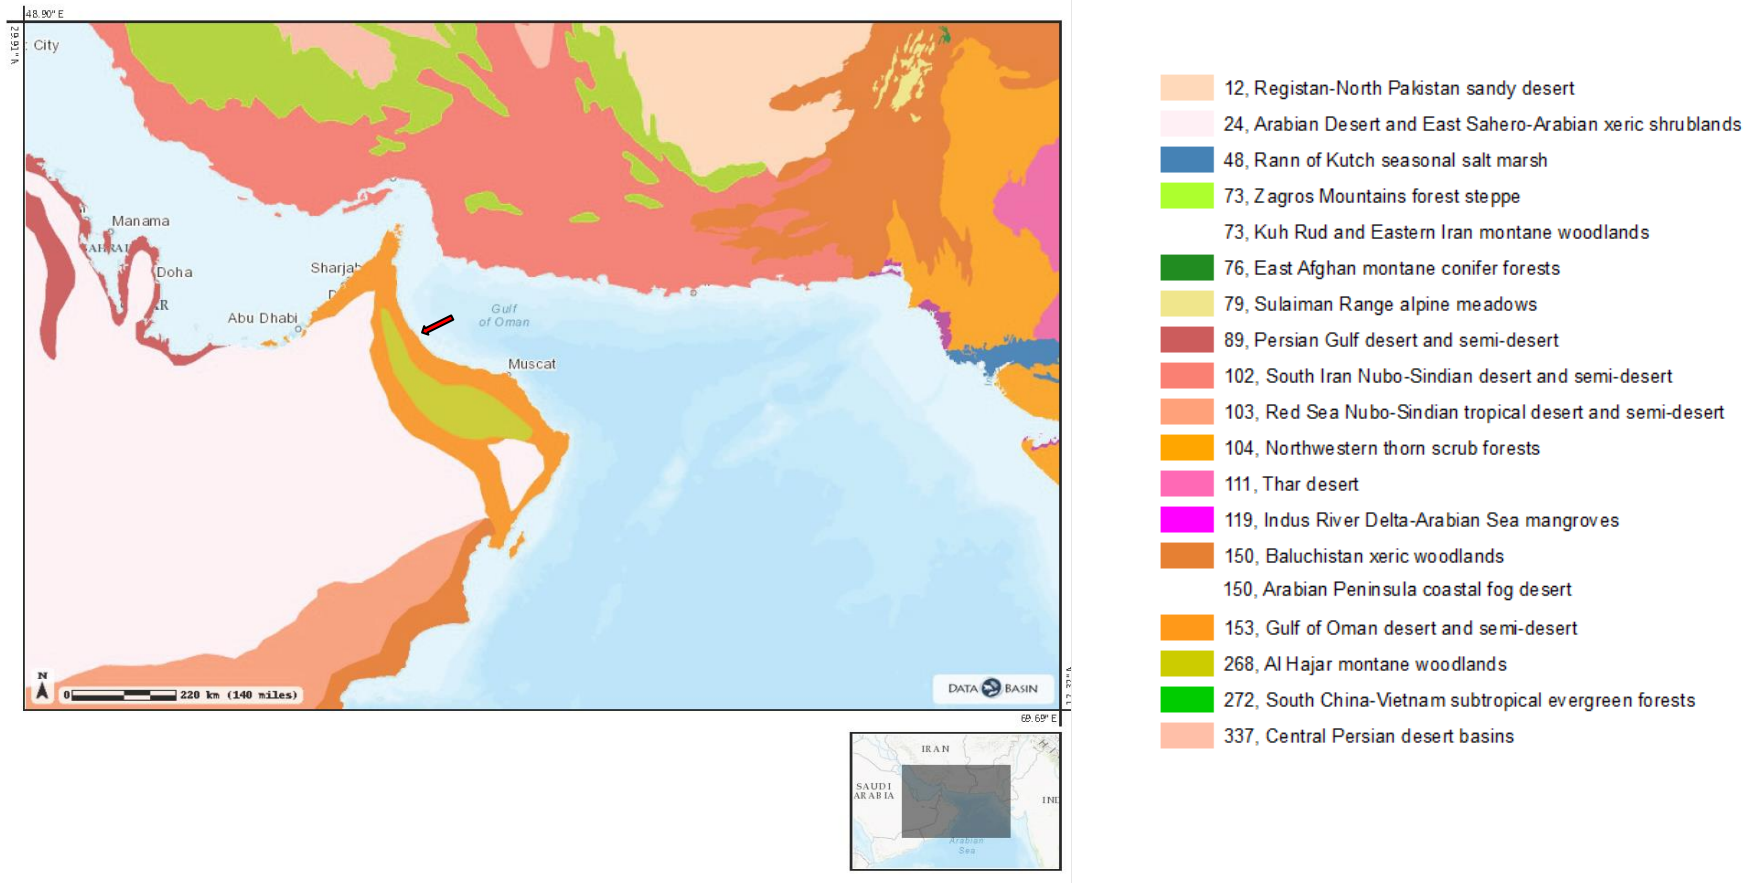 48.90° E
29.91° N
City
Manama
Doha
Sharjah
Abu Dhabi
Gulf
of Oman
Muscat
N
0 220 km (140 miles)
DATA BASIN
69.69° E
IRAN
SAUDI
ARABIA
IND
Arabian
Sea
12, Registan-North Pakistan sandy desert
24, Arabian Desert and East Sahero-Arabian xeric shrublands
48, Rann of Kutch seasonal salt marsh
73, Zagros Mountains forest steppe
73, Kuh Rud and Eastern Iran montane woodlands
76, East Afghan montane conifer forests
79, Sulaiman Range alpine meadows
89, Persian Gulf desert and semi-desert
102, South Iran Nubo-Sindian desert and semi-desert
103, Red Sea Nubo-Sindian tropical desert and semi-desert
104, Northwestern thorn scrub forests
111, Thar desert
119, Indus River Delta-Arabian Sea mangroves
150, Baluchistan xeric woodlands
150, Arabian Peninsula coastal fog desert
153, Gulf of Oman desert and semi-desert
268, Al Hajar montane woodlands
272, South China-Vietnam subtropical evergreen forests
337, Central Persian desert basins